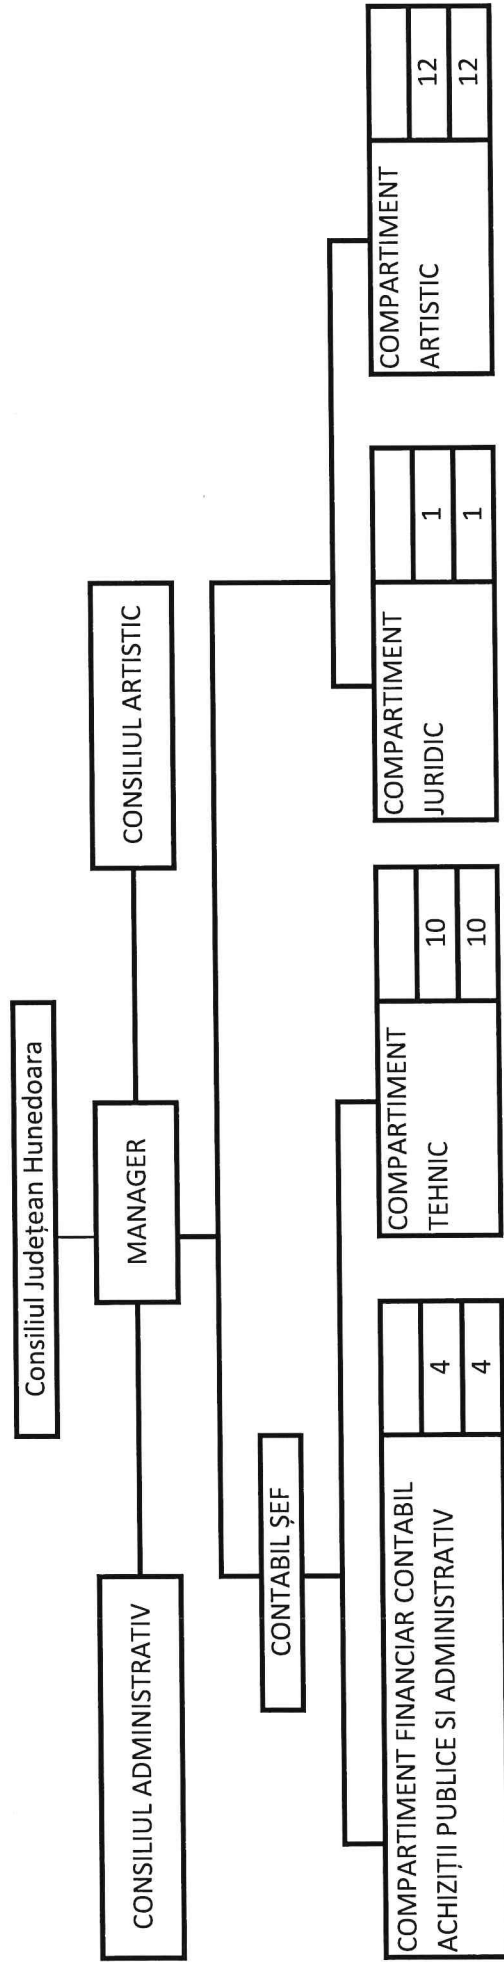 Consiliul Județean Hunedoara
CONSILIUL ADMINISTRATIV
MANAGER
CONSILIUL ARTISTIC
CONTABIL ȘEF
COMPARTIMENT FINANCIAR CONTABIL
ACHIZIȚII PUBLICE SI ADMINISTRATIV
4
4
COMPARTIMENT
TEHNIC
10
10
COMPARTIMENT
JURIDIC
1
1
COMPARTIMENT
ARTISTIC
12
12